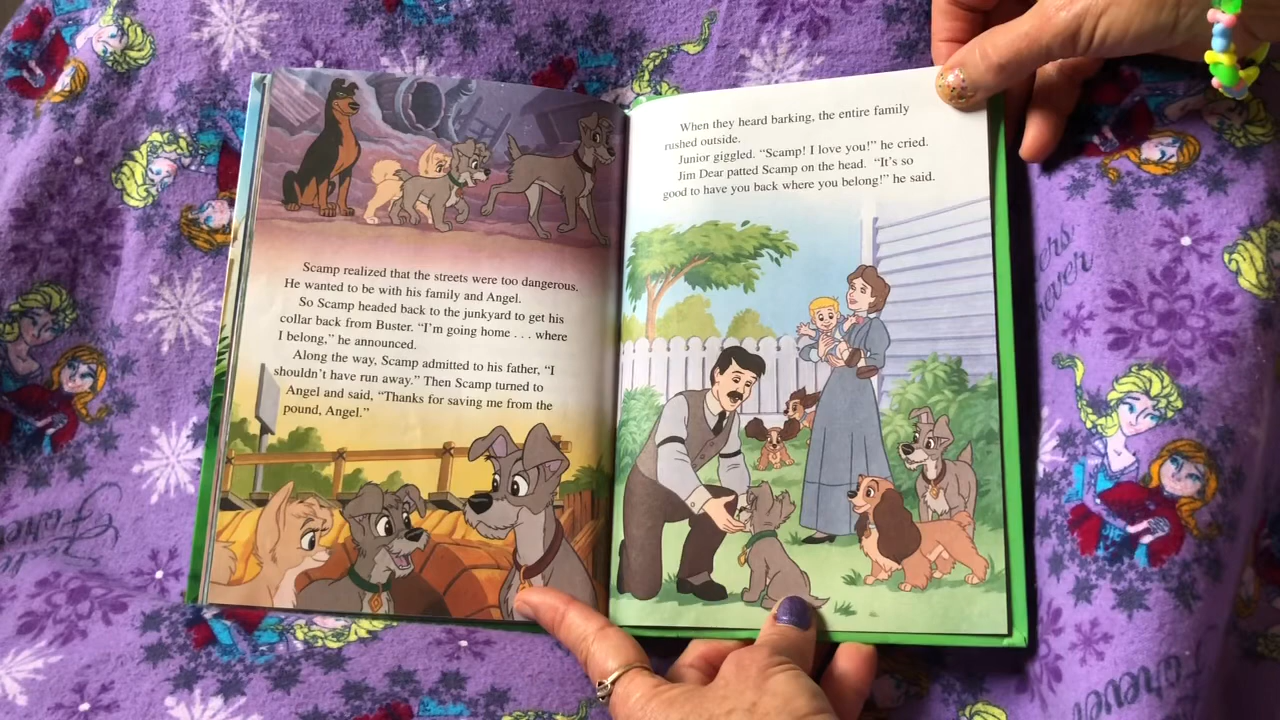 Scamp realized that the streets were too dangerous.
He wanted to be with his family and Angel.
So Scamp headed back to the junkyard to get his
collar back from Buster. “I’m going home . . . where
I belong,” he announced.
Along the way, Scamp admitted to his father, “I
shouldn’t have run away.” Then Scamp turned to
Angel and said, “Thanks for saving me from the
pound, Angel.”
When they heard barking, the entire family
rushed outside.
Junior giggled. “Scamp! I love you!” he cried.
Jim Dear patted Scamp on the head. “It’s so
good to have you back where you belong!” he said.
Forever